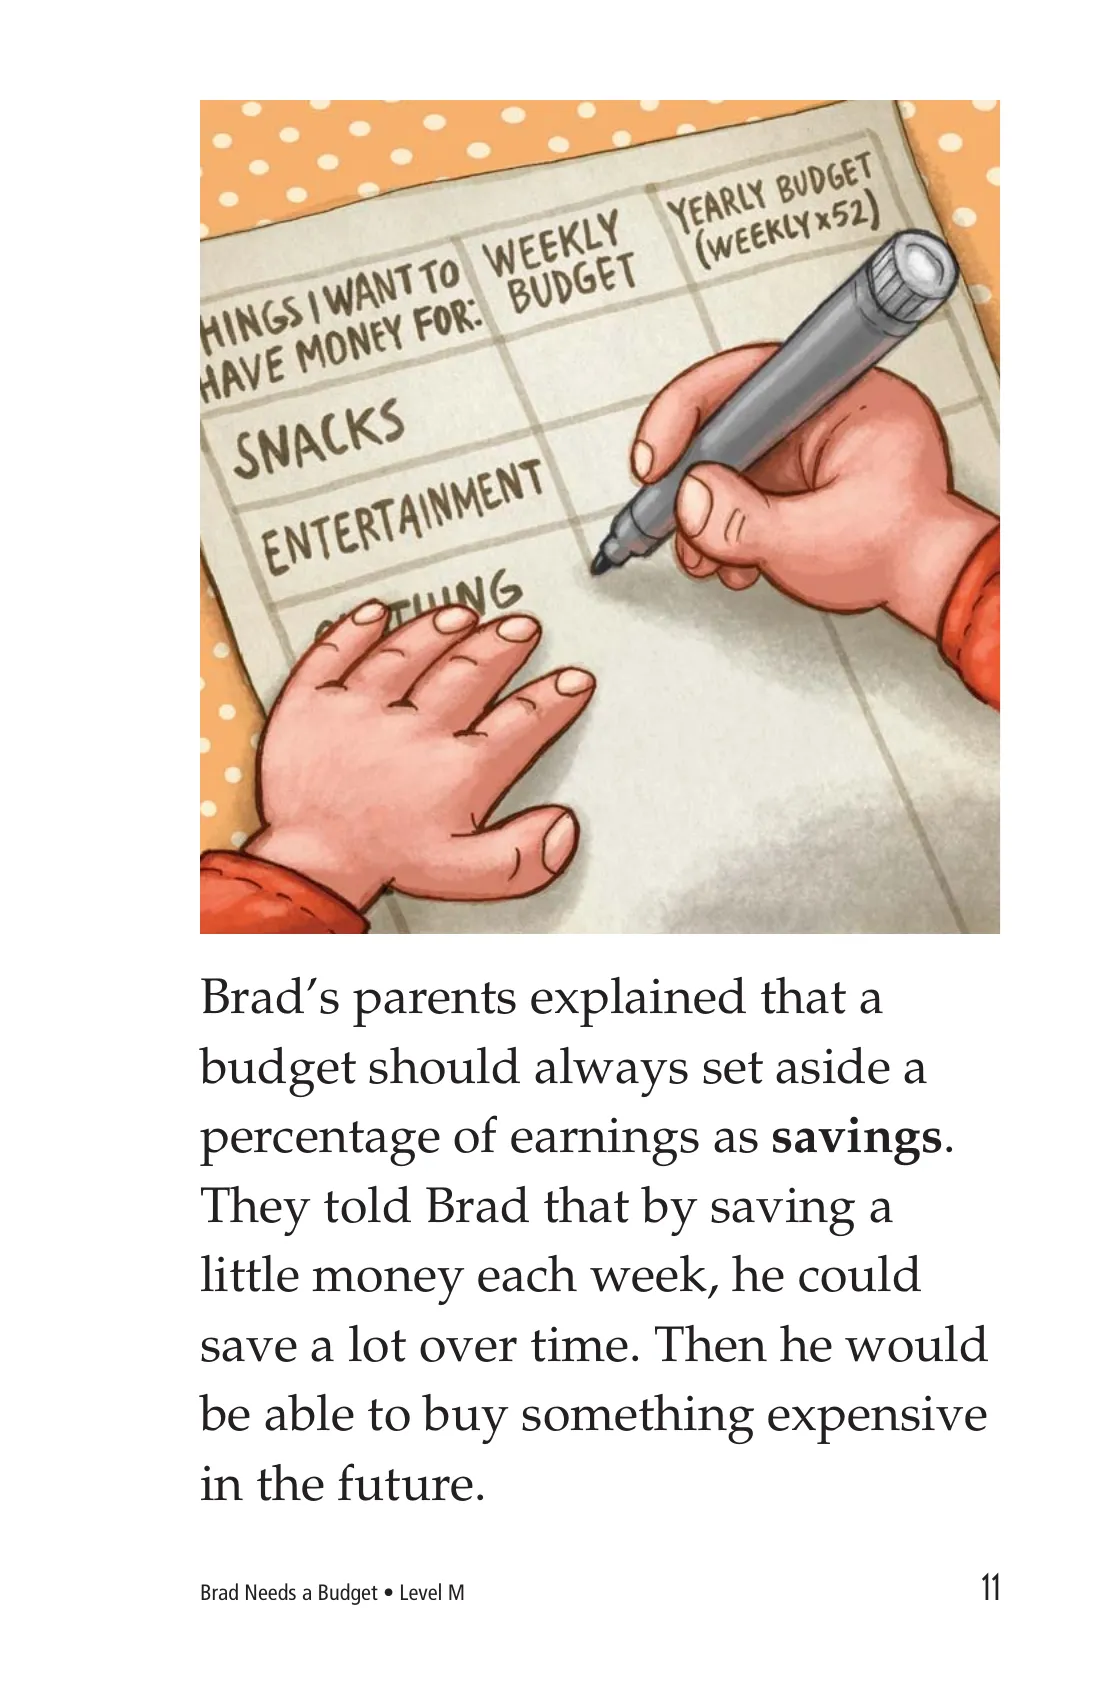 HINGS I WANT TO
HAVE MONEY FOR:
WEEKLY
BUDGET
YEARLY BUDGET
(WEEKLY x 52)
SNACKS
ENTERTAINMENT
Brad's parents explained that a
budget should always set aside a
percentage of earnings as savings.
They told Brad that by saving a
little money each week, he could
save a lot over time. Then he would
be able to buy something expensive
in the future.
Brad Needs a Budget • Level M
11